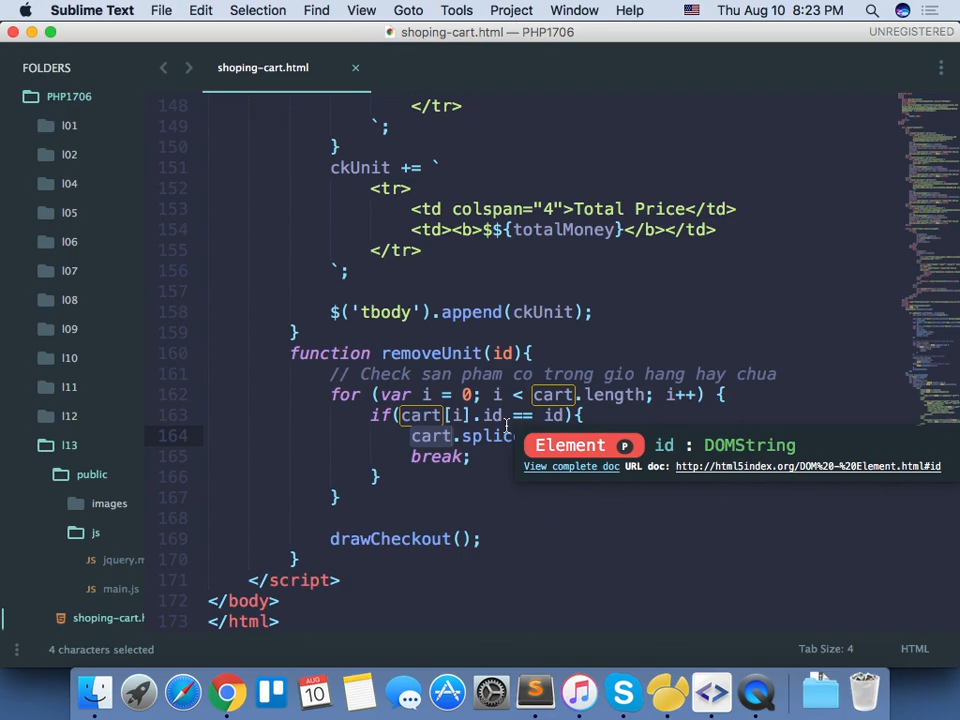 Sublime Text File Edit Selection Find View Goto Tools Project Window Help Thu Aug 10 8:23 PM
shoping-cart.html — PHP1706 UNREGISTERED
FOLDERS
PHP1706
l01
l02
l04
l05
l06
l07
l08
l09
l10
l11
l12
l13
public
images
js
JS jquery.m
JS main.js
shoping-cart.h
shoping-cart.html ×
148 </tr>
149 `;
150 }
151 ckUnit += `
152 <tr>
153 <td colspan="4">Total Price</td>
154 <td><b>$${totalMoney}</b></td>
155 </tr>
156 `;
157
158 $('tbody').append(ckUnit);
159 }
160 function removeUnit(id){
161 // Check san pham co trong gio hang hay chua
162 for (var i = 0; i < cart.length; i++) {
163 if(cart[i].id == id){
164 cart.splic
165 break;
166 }
167 }
168
169 drawCheckout();
170 }
171 </script>
172 </body>
173 </html>
Element P id : DOMString
View complete doc URL doc: http://html5index.org/DOM%20-%20Element.html#id
4 characters selected Tab Size: 4 HTML
AUG
10
S
S